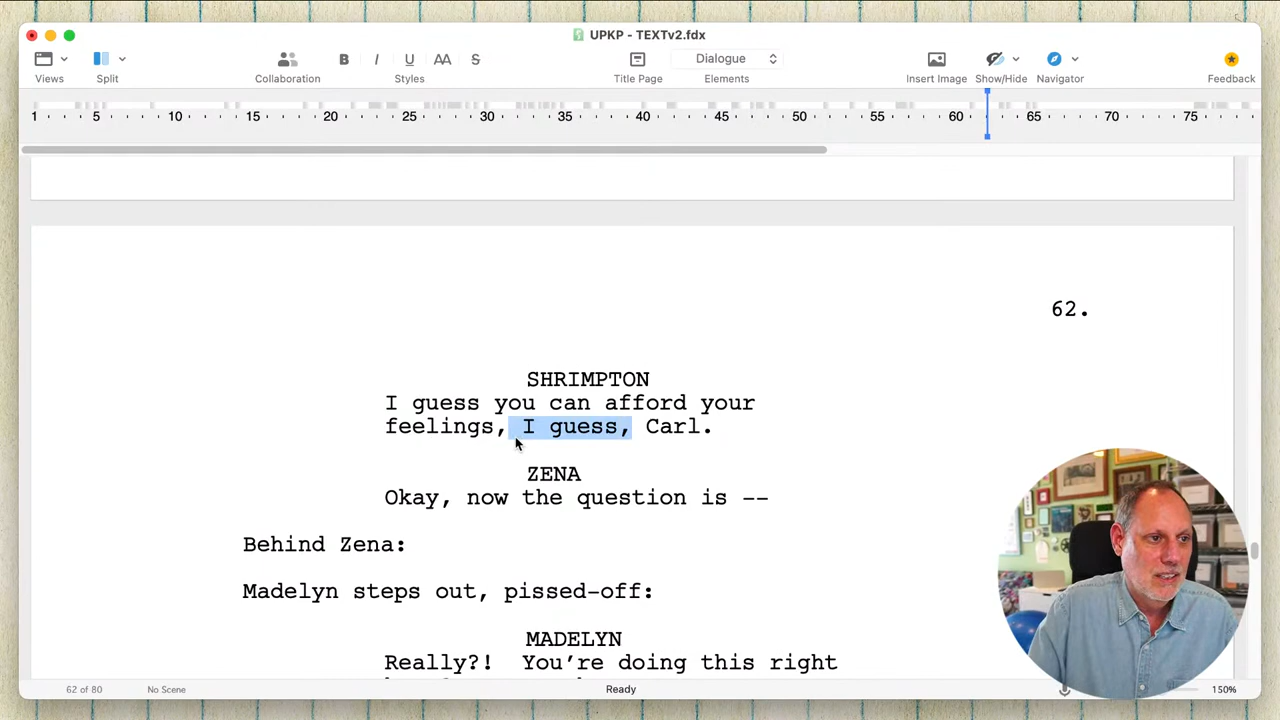 UPKP - TEXTv2.fdx
B I U AA S Dialogue
Views Split Collaboration Styles Title Page Elements Insert Image Show/Hide Navigator Feedback
1 5 10 15 20 25 30 35 40 45 50 55 60 65 70 75
62.
SHRIMPTON
I guess you can afford your
feelings, I guess, Carl.
ZENA
Okay, now the question is --
Behind Zena:
Madelyn steps out, pissed-off:
MADELYN
Really?! You're doing this right
62 of 80 No Scene Ready 150%